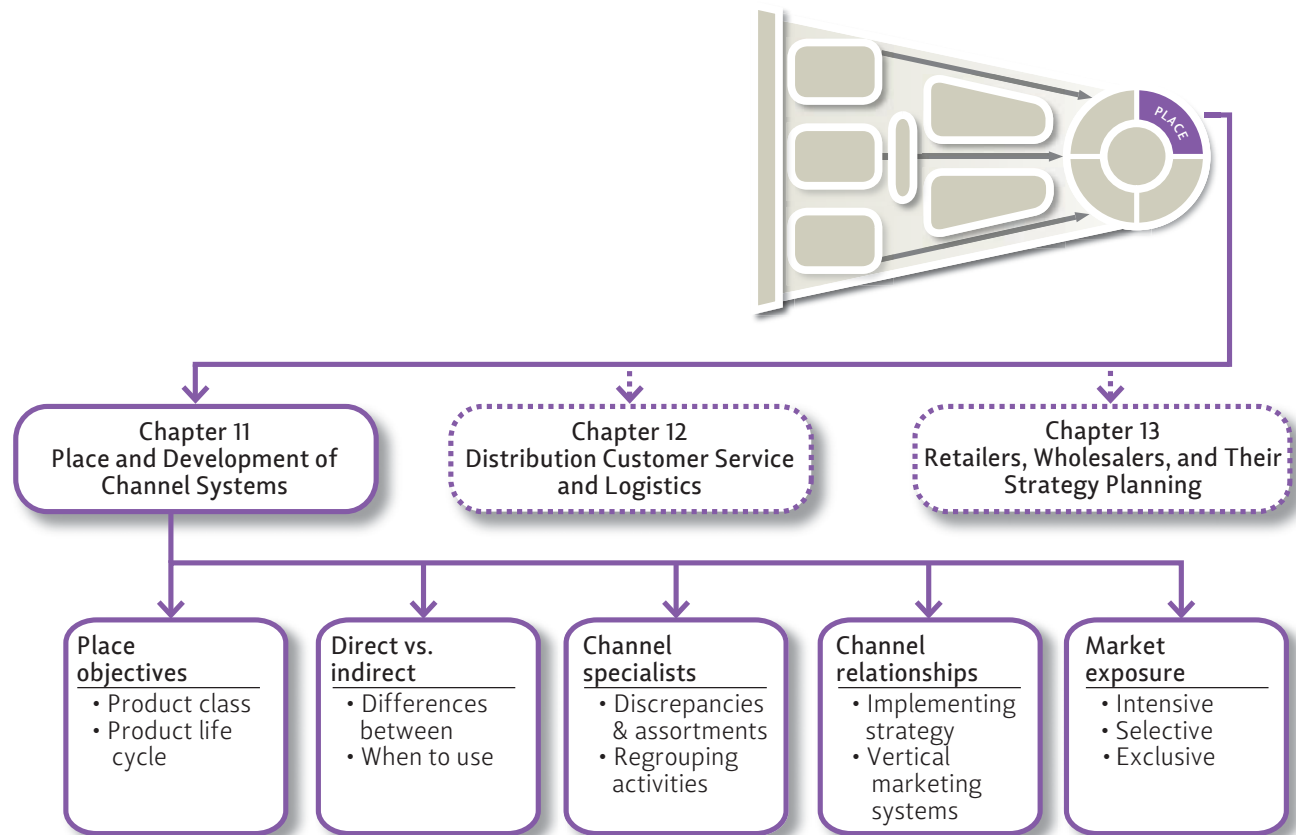 PLACE
Chapter 11
Place and Development of
Channel Systems
Chapter 12
Distribution Customer Service
and Logistics
Chapter 13
Retailers, Wholesalers, and Their
Strategy Planning
Place
objectives
• Product class
• Product life
cycle
Direct vs.
indirect
• Differences
between
• When to use
Channel
specialists
• Discrepancies
& assortments
• Regrouping
activities
Channel
relationships
• Implementing
strategy
• Vertical
marketing
systems
Market
exposure
• Intensive
• Selective
• Exclusive